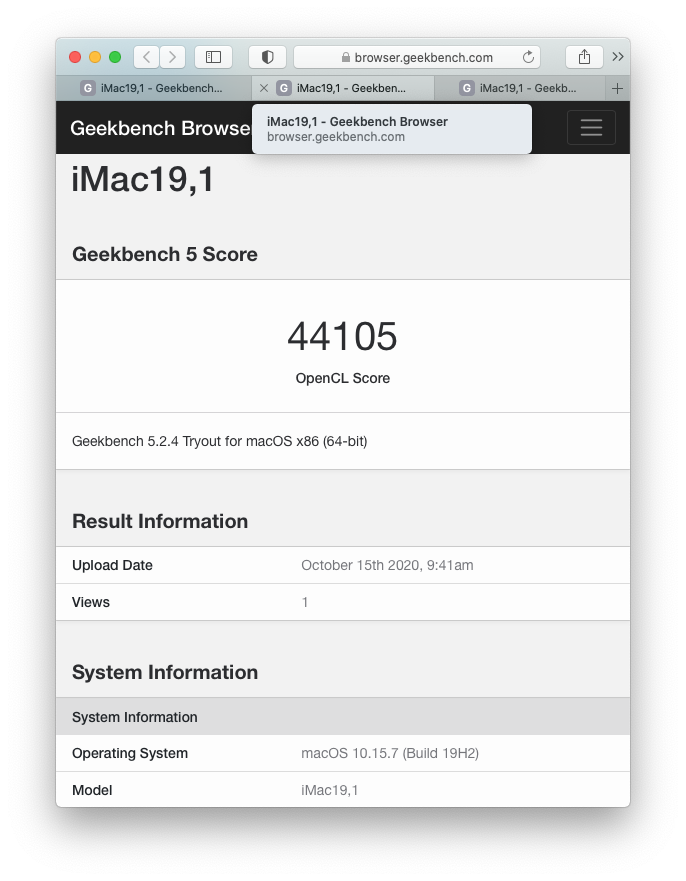 browser.geekbench.com
G iMac19,1 - Geekbench...
G iMac19,1 - Geekben...
G iMac19,1 - Geekb...
Geekbench Browse
iMac19,1 - Geekbench Browser
browser.geekbench.com
iMac19,1
Geekbench 5 Score
44105
OpenCL Score
Geekbench 5.2.4 Tryout for macOS x86 (64-bit)
Result Information
Upload Date October 15th 2020, 9:41am
Views 1
System Information
System Information
Operating System macOS 10.15.7 (Build 19H2)
Model iMac19,1